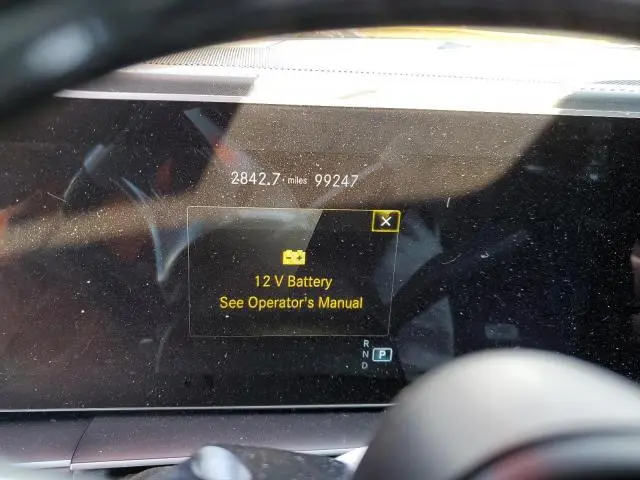 2842.7 miles 99247
12 V Battery
See Operator's Manual
R
N P
D